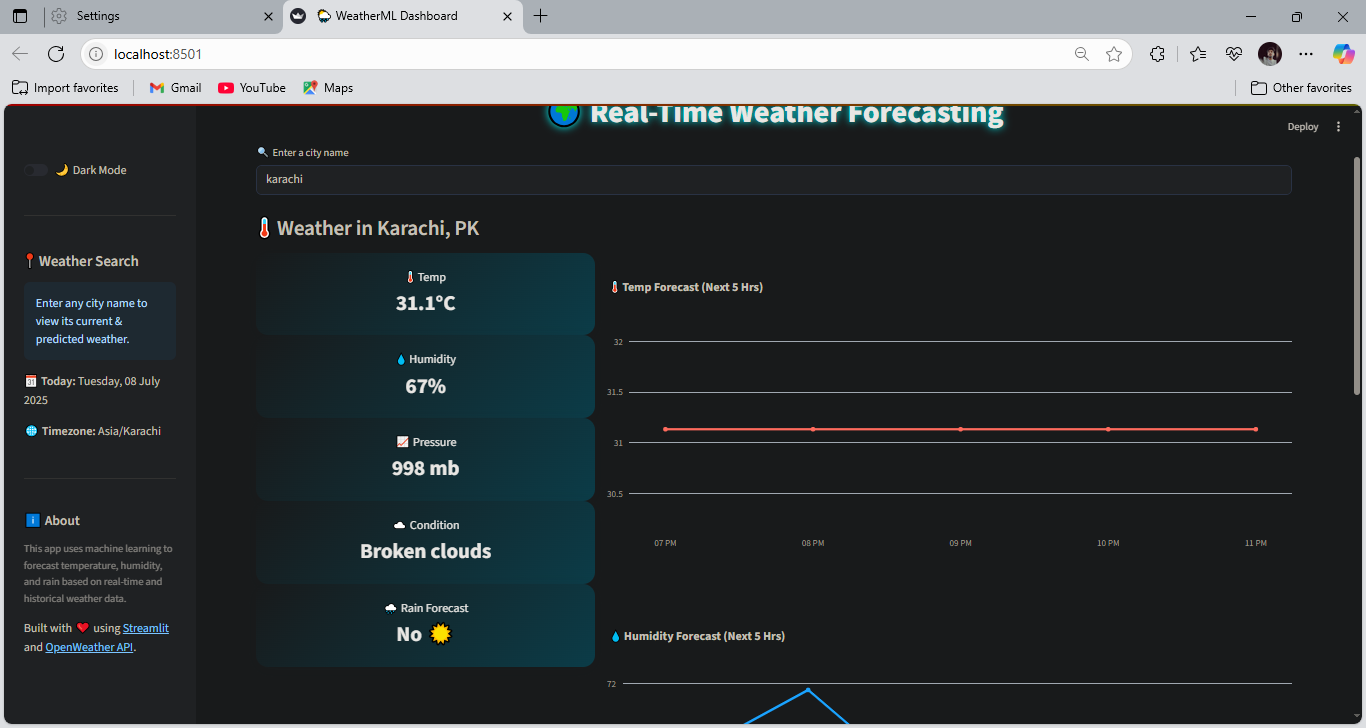 Settings
WeatherML Dashboard
localhost:8501
Import favorites
Gmail
YouTube
Maps
Other favorites
Real-Time Weather Forecasting
Deploy
Dark Mode
Weather Search
Enter any city name to
view its current &
predicted weather.
Today: Tuesday, 08 July
2025
Timezone: Asia/Karachi
About
This app uses machine learning to
forecast temperature, humidity,
and rain based on real-time and
historical weather data.
Built with ❤️ using Streamlit
and OpenWeather API.
Enter a city name
karachi
Weather in Karachi, PK
Temp
31.1°C
Humidity
67%
Pressure
998 mb
Condition
Broken clouds
Rain Forecast
No
Temp Forecast (Next 5 Hrs)
32
31.5
31
30.5
07 PM
08 PM
09 PM
10 PM
11 PM
Humidity Forecast (Next 5 Hrs)
72